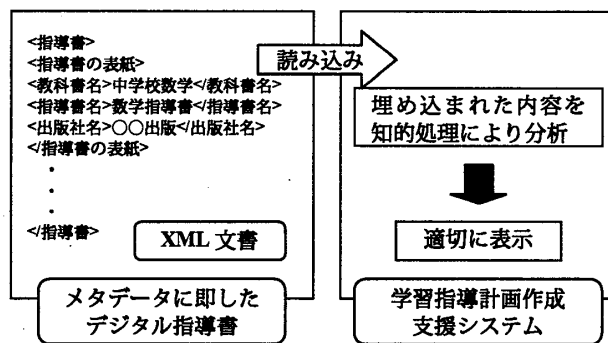 <指導書>
<指導書の表紙>
<教科書名>中学校数学</教科書名>
<指導書名>数学指導書</指導書名>
<出版社名>〇〇出版</出版社名>
</指導書の表紙>
・
・
・
</指導書>
XML 文書
メタデータに即した
デジタル指導書
読み込み
埋め込まれた内容を
知的処理により分析
適切に表示
学習指導計画作成
支援システム